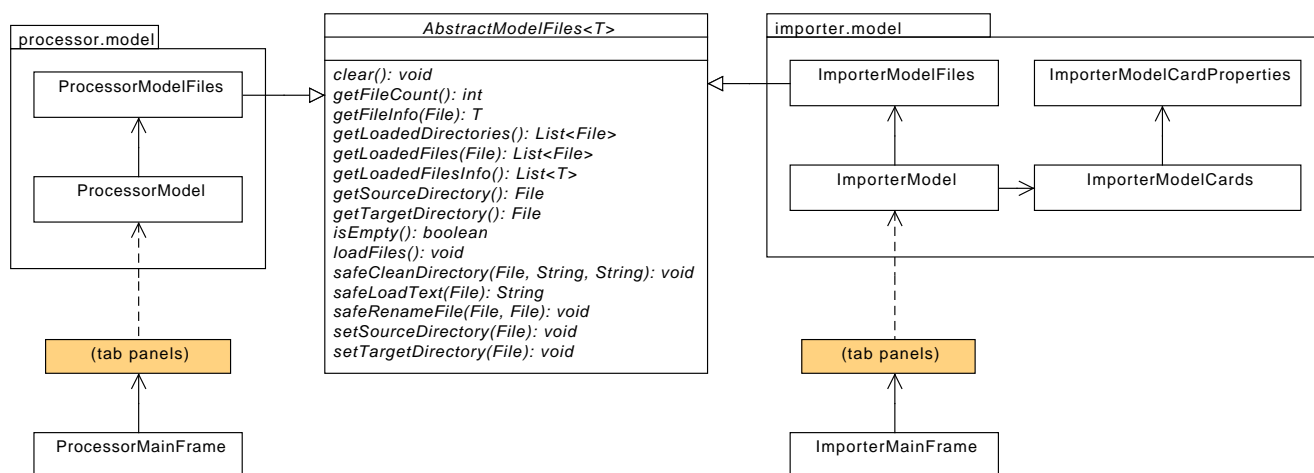 processor.model
ProcessorModelFiles
ProcessorModel
(tab panels)
ProcessorMainFrame
AbstractModelFiles<T>
clear(): void
getFileCount(): int
getFileInfo(File): T
getLoadedDirectories(): List<File>
getLoadedFiles(File): List<File>
getLoadedFilesInfo(): List<T>
getSourceDirectory(): File
getTargetDirectory(): File
isEmpty(): boolean
loadFiles(): void
safeCleanDirectory(File, String, String): void
safeLoadText(File): String
safeRenameFile(File, File): void
setSourceDirectory(File): void
setTargetDirectory(File): void
importer.model
ImporterModelFiles
ImporterModelCardProperties
ImporterModel
ImporterModelCards
(tab panels)
ImporterMainFrame